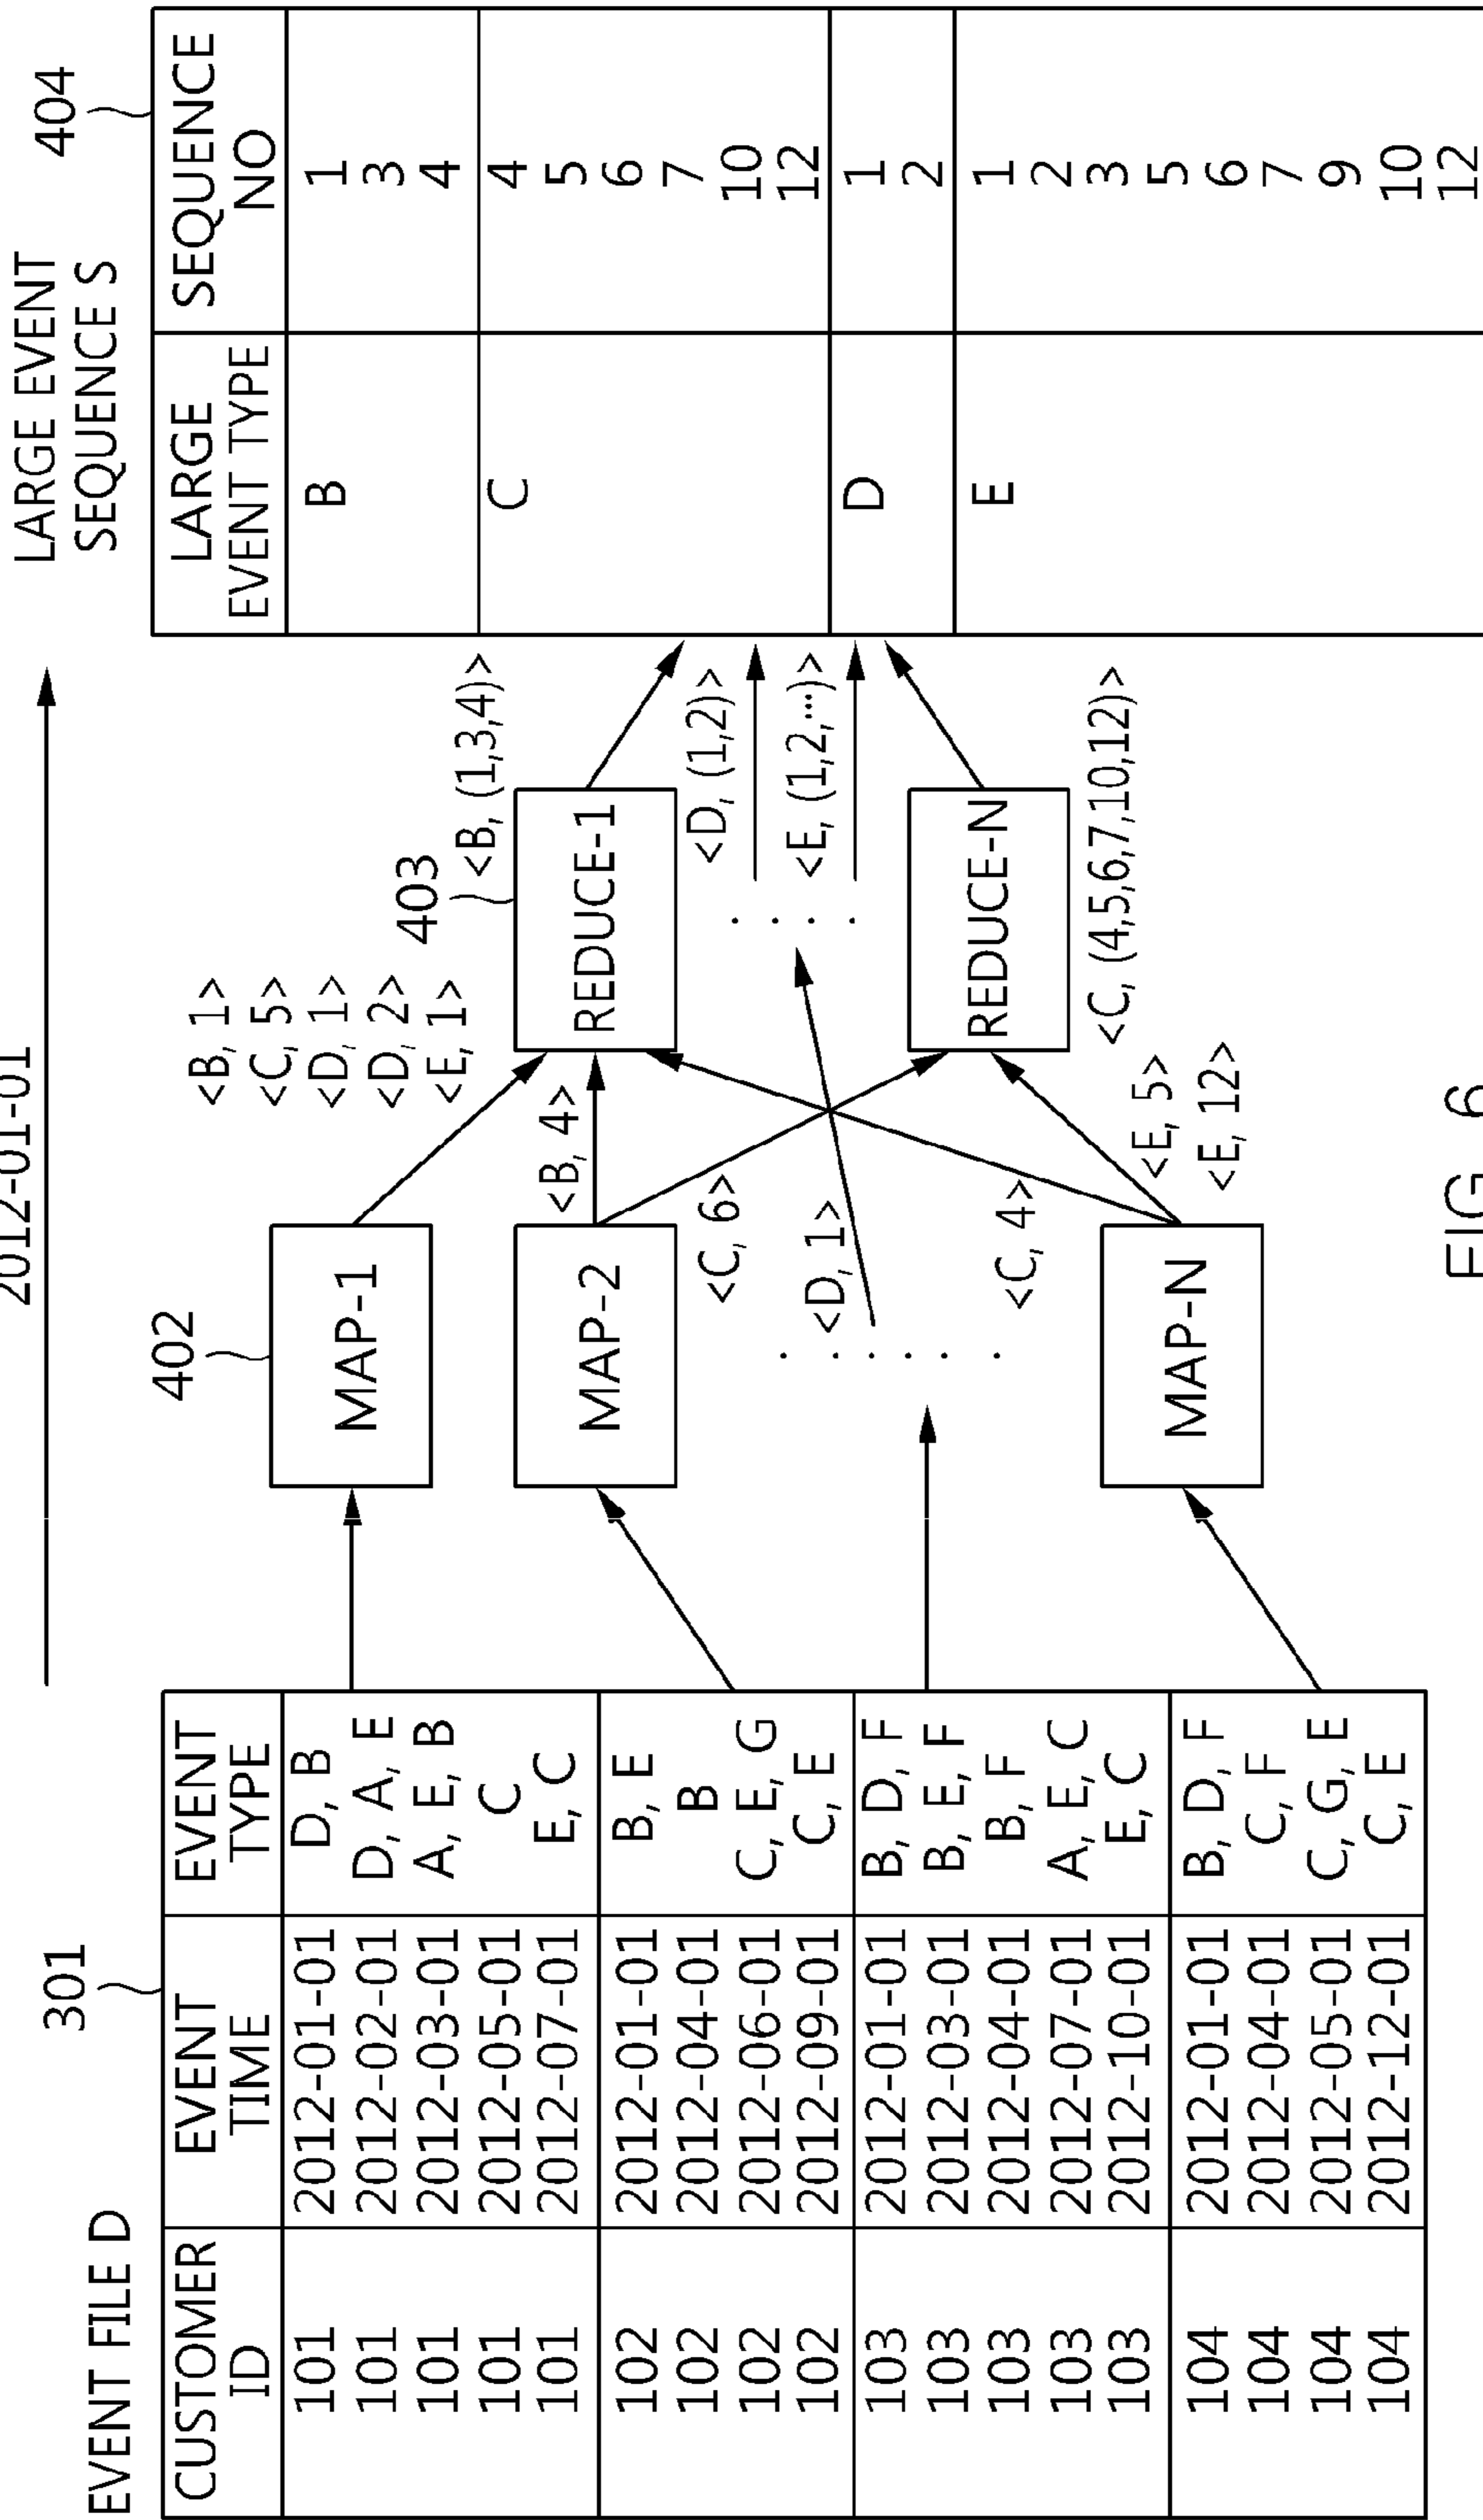 2012-01-01
EVENT FILE D
301
CUSTOMER ID EVENT TIME EVENT TYPE
101 2012-01-01 D, B
101 2012-02-01 D, A, E
101 2012-03-01 A, E, B
101 2012-05-01 C
101 2012-07-01 E, C
102 2012-01-01 B, E
102 2012-04-01 B
102 2012-06-01 C, E, G
102 2012-09-01 C, E
103 2012-01-01 B, D, F
103 2012-03-01 B, E, F
103 2012-04-01 B, F
103 2012-07-01 A, E, C
103 2012-10-01 E, C
104 2012-01-01 B, D, F
104 2012-04-01 C, F
104 2012-05-01 C, G, E
104 2012-12-01 C, E
402
MAP-1
MAP-2
MAP-N
<B, 1>
<C, 5>
<D, 1>
<D, 2>
<E, 1>
<B, 4>
<C, 6>
<D, 1>
<C, 4>
<E, 5>
<E, 12>
403
REDUCE-1
REDUCE-N
<B, (1,3,4)>
<D, (1,2)>
<E, (1,2,···)>
<C, (4,5,6,7,10,12)>
LARGE EVENT
SEQUENCE S
404
LARGE EVENT TYPE SEQUENCE NO
B 1
3
4
C 4
5
6
7
10
12
D 1
2
E 1
2
3
5
6
7
9
10
12
FIG. 6